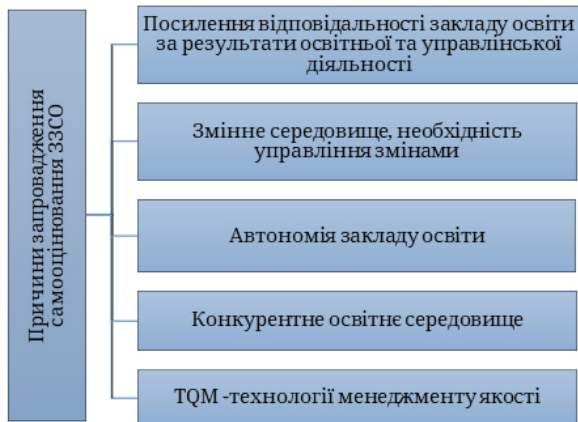 Причини запровадження
самооцінювання ЗЗСО
Посилення відповідальності закладу освіти
за результати освітньої та управлінської
діяльності
Змінне середовище, необхідність
управління змінами
Автономія закладу освіти
Конкурентне освітнє середовище
TQM -технології менеджменту якості